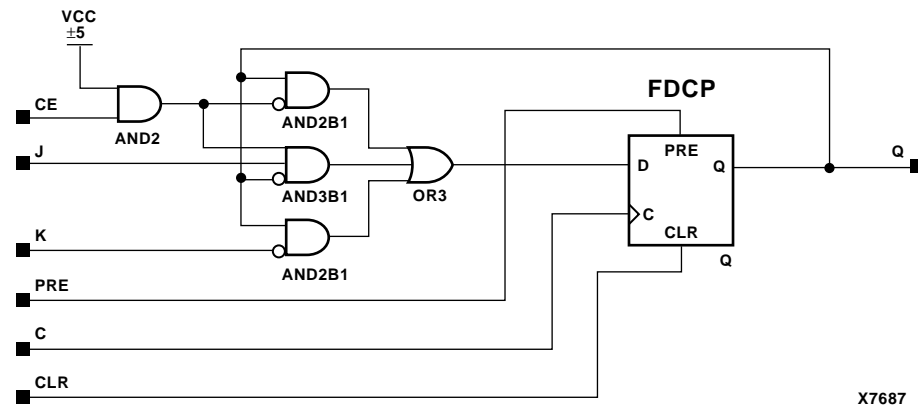 VCC
±5
CE
AND2
AND2B1
FDCP
J
AND3B1
OR3
D
PRE
Q
Q
C
CLR
Q
K
AND2B1
PRE
C
CLR
X7687